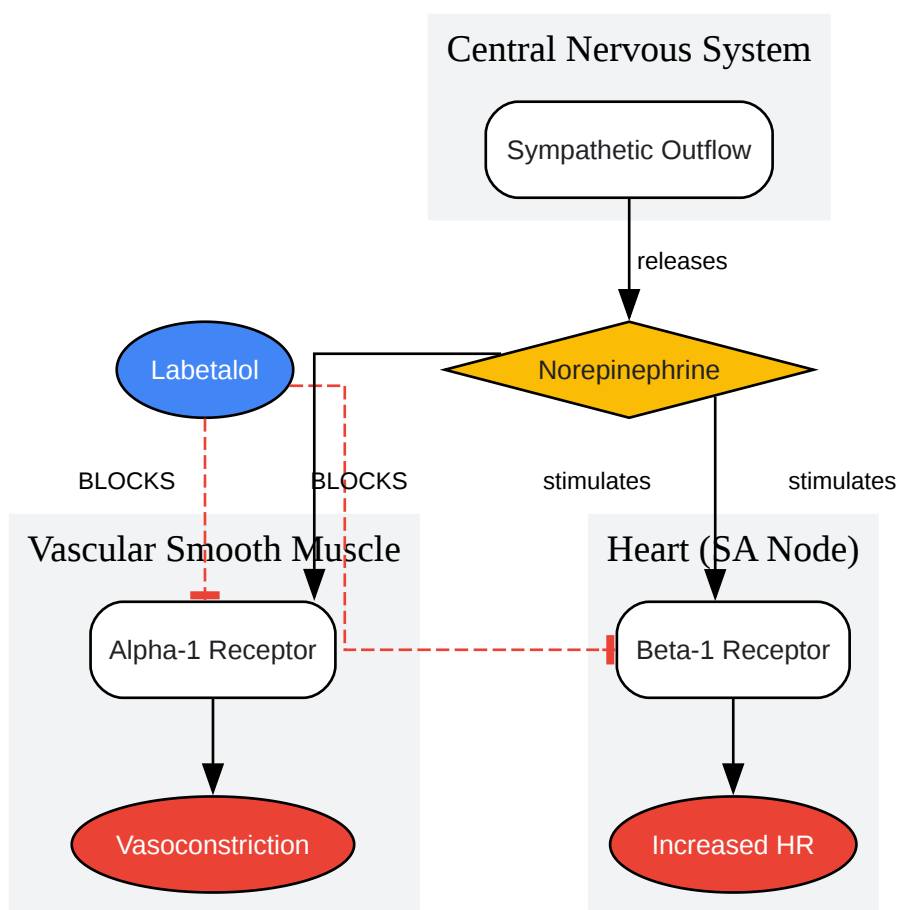 Central Nervous System
Sympathetic Outflow
releases
Labetalol
Norepinephrine
BLOCKS
BLOCKS
stimulates
stimulates
Vascular Smooth Muscle
Heart (SA Node)
Alpha-1 Receptor
Beta-1 Receptor
Vasoconstriction
Increased HR